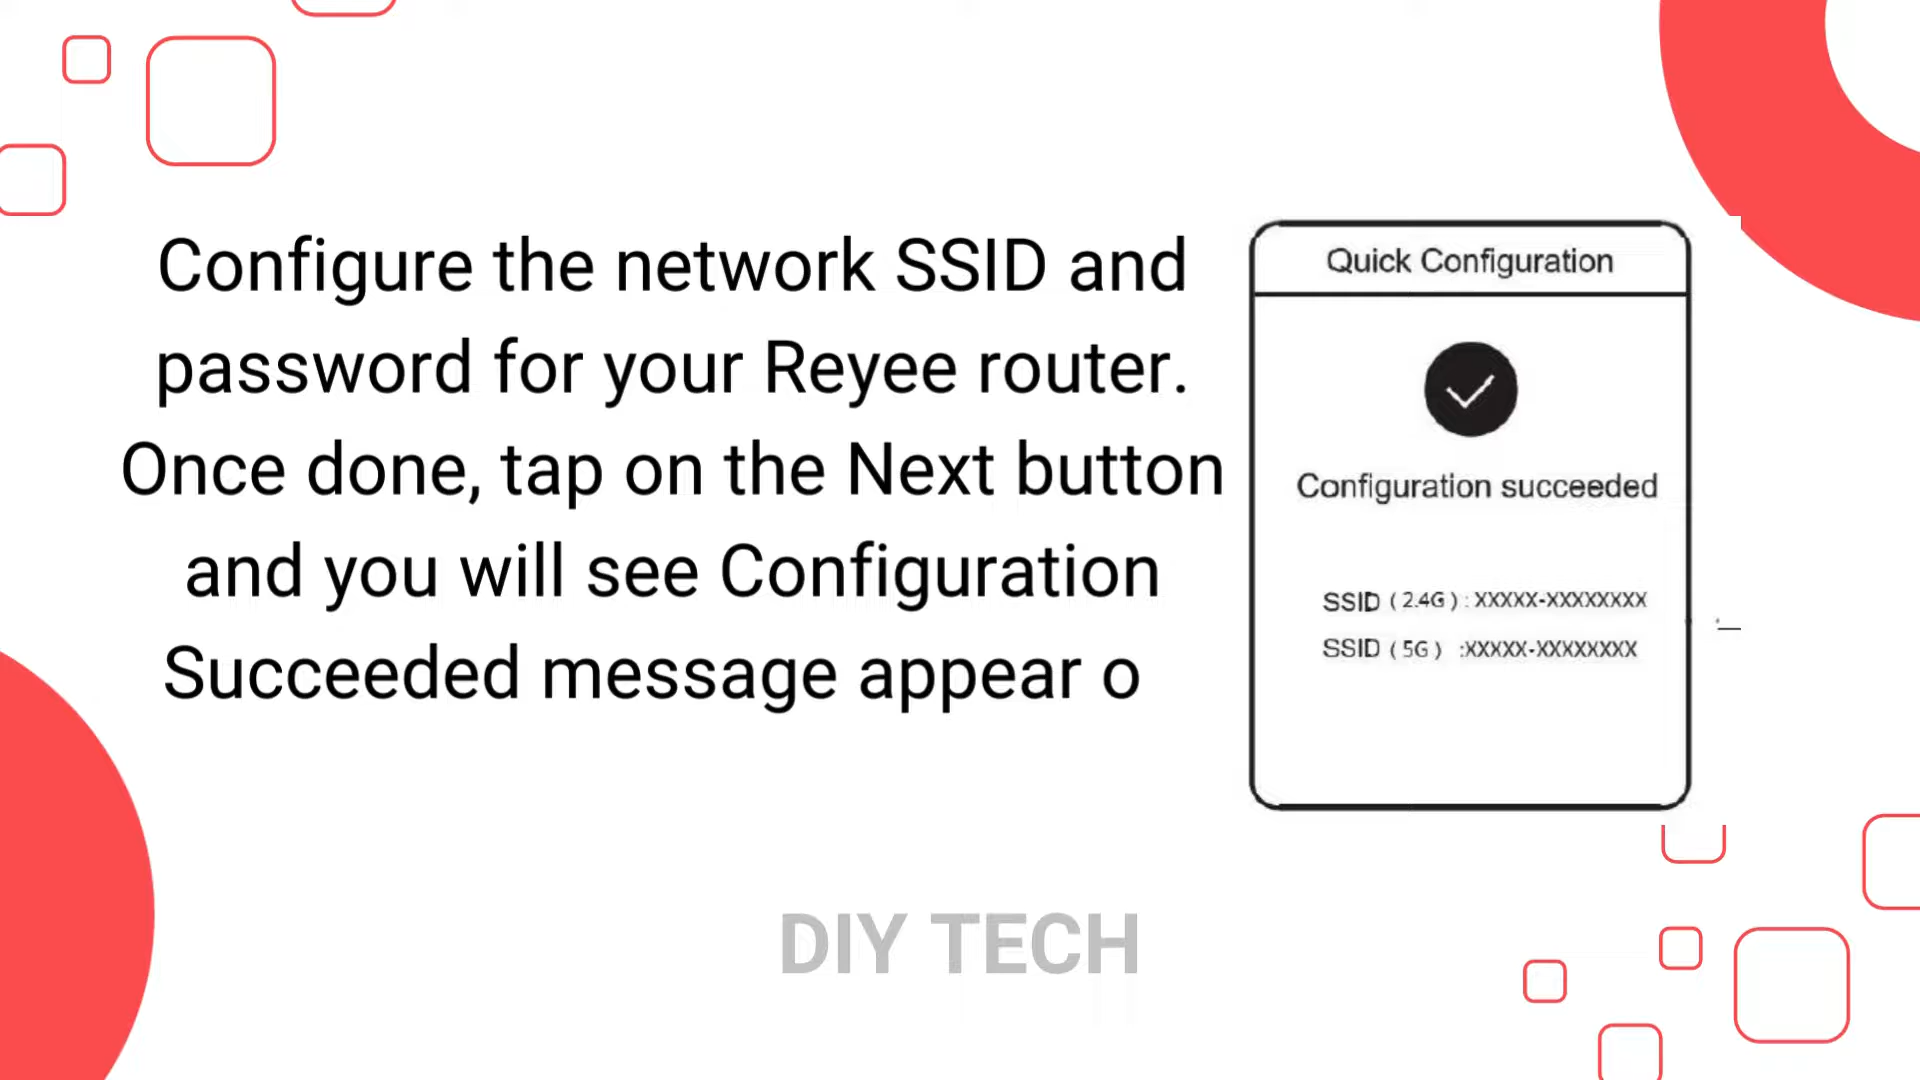 Configure the network SSID and
password for your Reyee router.
Once done, tap on the Next button
and you will see Configuration
Succeeded message appear o
Quick Configuration
Configuration succeeded
SSID (2.4G) : XXXXX-XXXXXXXX
SSID (5G) :XXXXX-XXXXXXXX
DIY TECH